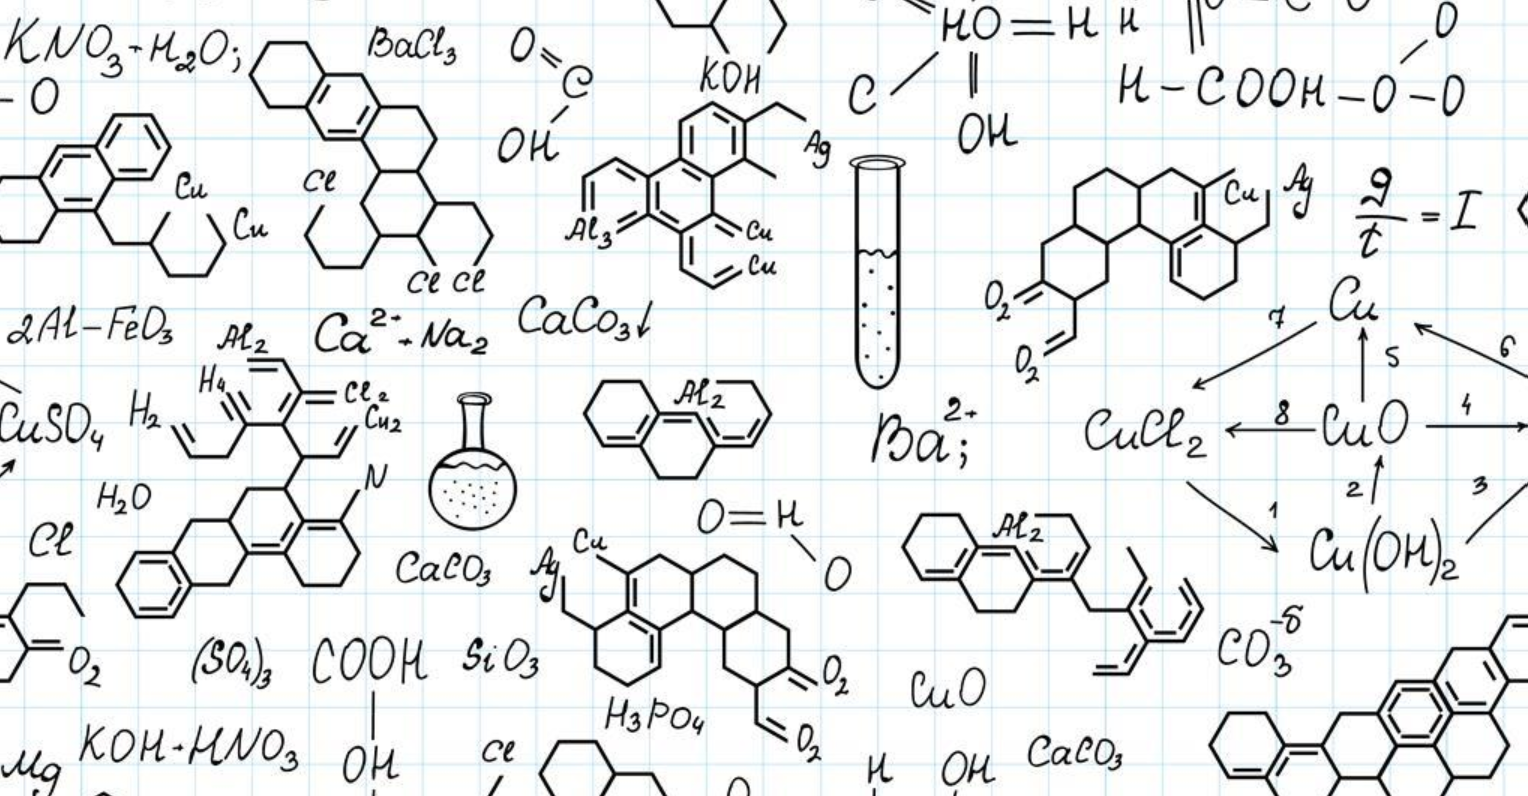 KNO3+H2O; BaCl3 O C OH KOH HO=H H O
-O C OH H-COOH-O-O
Cu Cu Cl Ag Cu Ag g/t = I
Al3 Cu Cu
Cl Cl O2 O2
2Al-FeO3 Ca2++Na2 CaCo3↓ Cu
Al2 H4 Cl2 H2 Cu2 Al2 7 5 6
CuSO4 Ba2+; CuCl2 8 CuO 4
H2O N 2 3
Cl O=H O Al2 1 Cu(OH)2
CaCO3 Cu Ag
O2 (SO4)3 COOH SiO3 O2 CuO CO3-8
H3PO4 O2
Mg KOH+HNO3 OH Cl H OH CaCO3